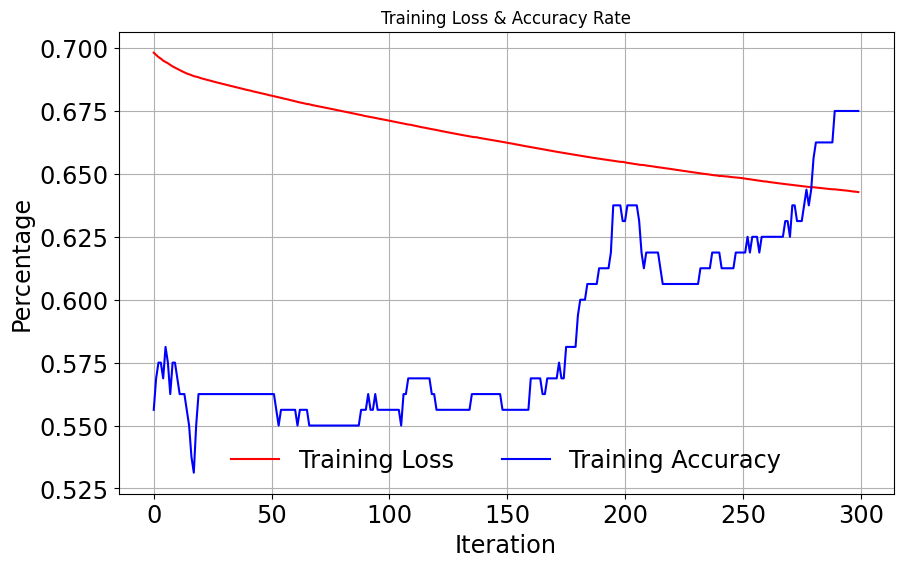 Training Loss & Accuracy Rate
0.700
0.675
0.650
0.625
0.600
0.575
0.550
0.525
Percentage
Training Loss
Training Accuracy
0 50 100 150 200 250 300
Iteration